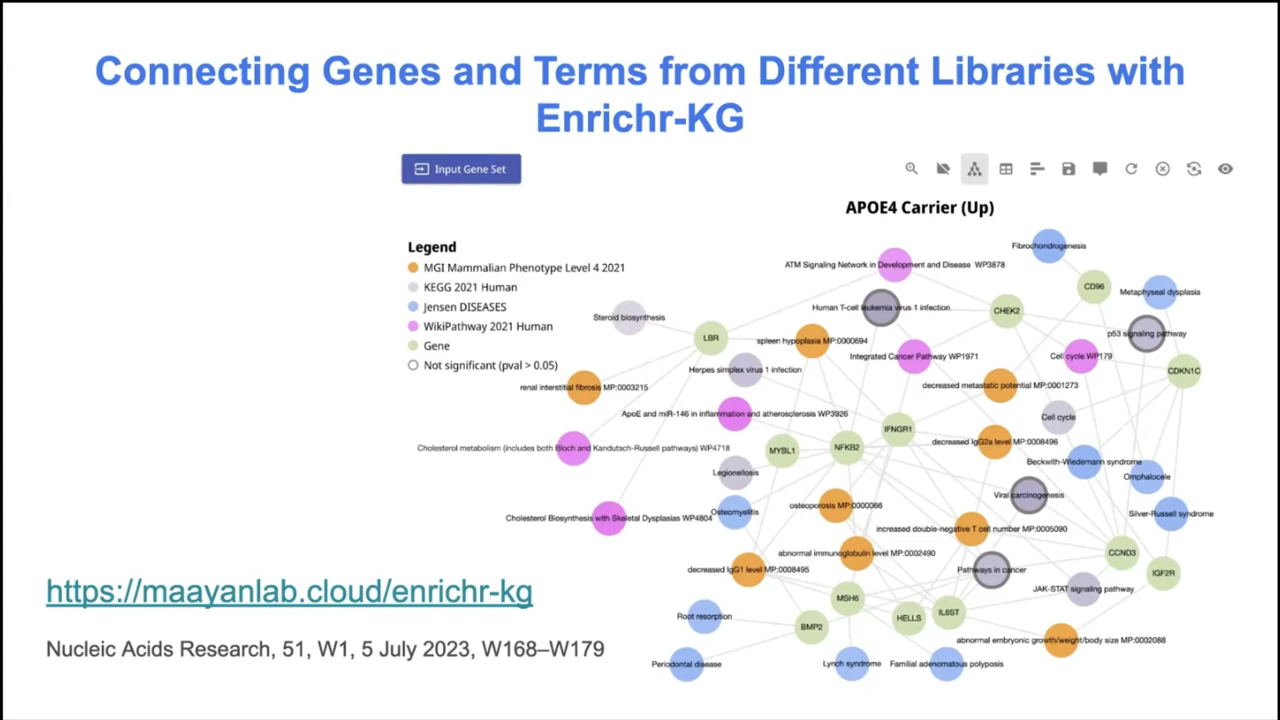 Connecting Genes and Terms from Different Libraries with
Enrichr-KG
Input Gene Set
APOE4 Carrier (Up)
Legend
MGI Mammalian Phenotype Level 4 2021
KEGG 2021 Human
Jensen DISEASES
WikiPathway 2021 Human
Gene
Not significant (pval > 0.05)
Fibrochondrogenesis
ATM Signaling Network in Development and Disease WP3878
CD96
Metaphyseal dysplasia
Human T-cell leukemia virus 1 infection
CHEK2
Steroid biosynthesis
p53 signaling pathway
LBR
spleen hypoplasia MP:0000694
Integrated Cancer Pathway WP1971
Cell cycle WP179
Herpes simplex virus 1 infection
CDKN1C
renal interstitial fibrosis MP:0003215
decreased metastatic potential MP:0001273
ApoE and miR-146 in inflammation and atherosclerosis WP3926
Cell cycle
IFNGR1
decreased IgG2a level MP:0008496
Cholesterol metabolism (includes both Bloch and Kandutsch-Russell pathways) WP4718
MYBL1
NFKB2
Beckwith-Wiedemann syndrome
Legionellosis
Omphalocele
Viral carcinogenesis
osteoporosis MP:0000066
Osteomyelitis
Silver-Russell syndrome
Cholesterol Biosynthesis with Skeletal Dysplasias WP4804
increased double-negative T cell number MP:0005090
abnormal immunoglobulin level MP:0002490
CCND3
decreased IgG1 level MP:0008495
Pathways in cancer
IGF2R
JAK-STAT signaling pathway
https://maayanlab.cloud/enrichr-kg
MSH6
Root resorption
HELLS
IL6ST
BMP2
abnormal embryonic growth/weight/body size MP:0002088
Nucleic Acids Research, 51, W1, 5 July 2023, W168–W179
Periodontal disease
Lynch syndrome
Familial adenomatous polyposis